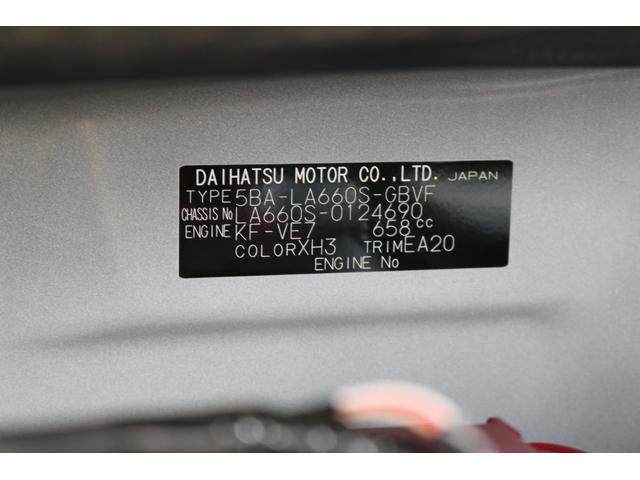 DAIHATSU MOTOR CO.,LTD. JAPAN
TYPE 5BA-LA660S-GBVF
CHASSIS No LA660S-0124690
ENGINE KF-VE7 658cc
COLOR XH3 TRIM EA20
ENGINE No